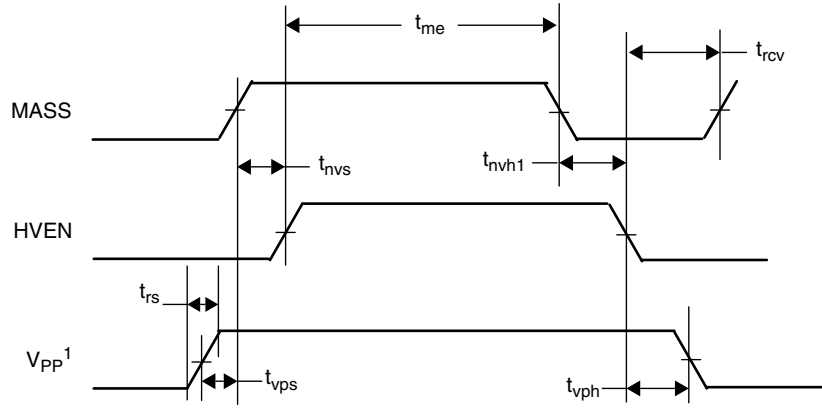 t_me
t_rcv
MASS
t_nvs
t_nvh1
HVEN
t_rs
V_PP^1
t_vps
t_vph